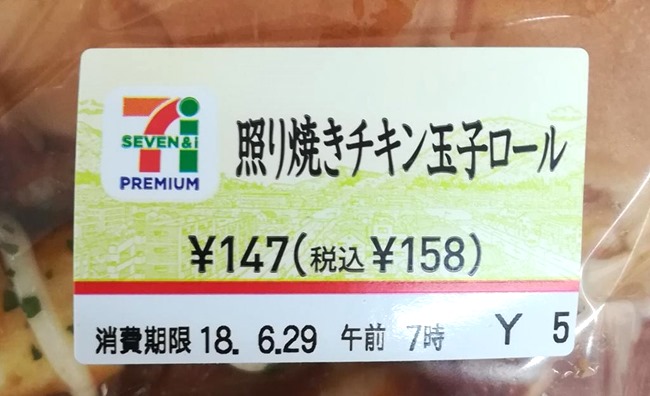 7i
SEVEN&i
PREMIUM
照り焼きチキン玉子ロール
¥147(税込¥158)
消費期限 18. 6.29 午前 7時 Y 5